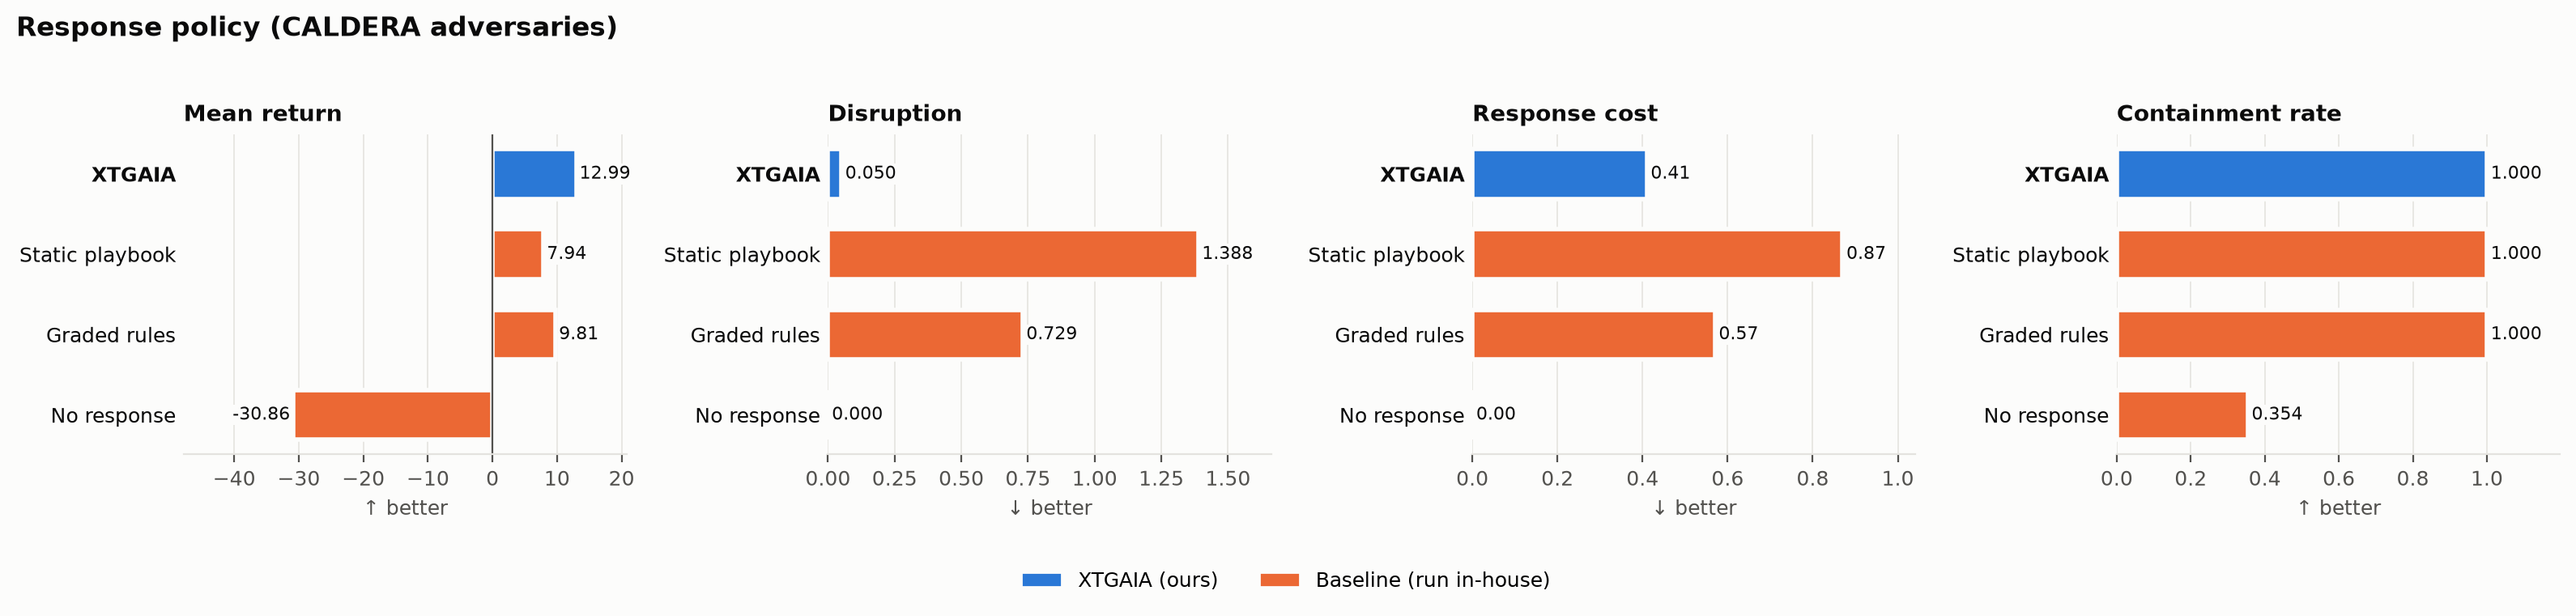 Response policy (CALDERA adversaries)
Mean return
XTGAIA
12.99
Static playbook
7.94
Graded rules
9.81
No response
-30.86
−40 −30 −20 −10 0 10 20
↑ better
Disruption
XTGAIA
0.050
Static playbook
1.388
Graded rules
0.729
No response
0.000
0.00 0.25 0.50 0.75 1.00 1.25 1.50
↓ better
Response cost
XTGAIA
0.41
Static playbook
0.87
Graded rules
0.57
No response
0.00
0.0 0.2 0.4 0.6 0.8 1.0
↓ better
Containment rate
XTGAIA
1.000
Static playbook
1.000
Graded rules
1.000
No response
0.354
0.0 0.2 0.4 0.6 0.8 1.0
↑ better
XTGAIA (ours)
Baseline (run in-house)